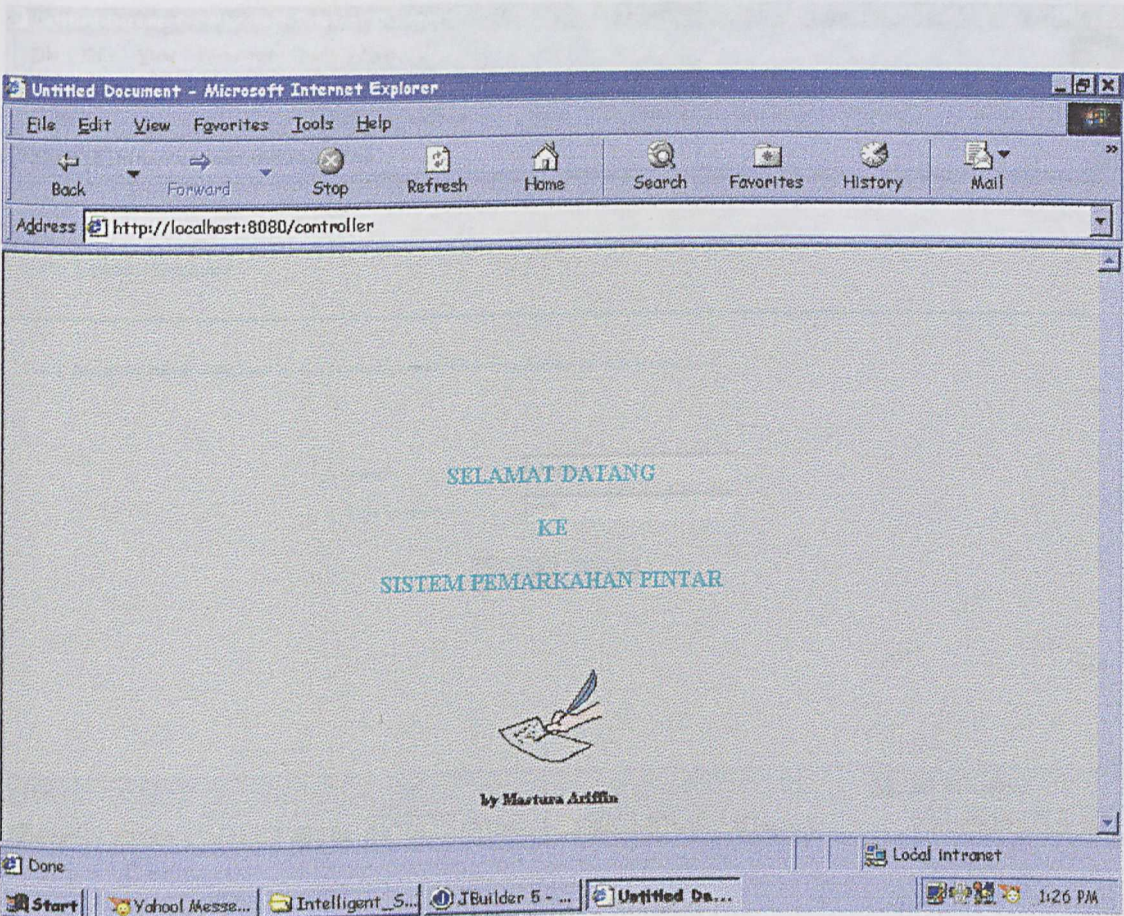 Untitled Document - Microsoft Internet Explorer
File Edit View Favorites Tools Help
Back Forward Stop Refresh Home Search Favorites History Mail »
Address http://localhost:8080/controller
SELAMAT DATANG
KE
SISTEM PEMARKAHAN PINTAR
by Mastura Ariffin
Done Local intranet
Start Yahoo! Messe... Intelligent_S... JBuilder 5 - ... Untitled Do... 1:26 PM